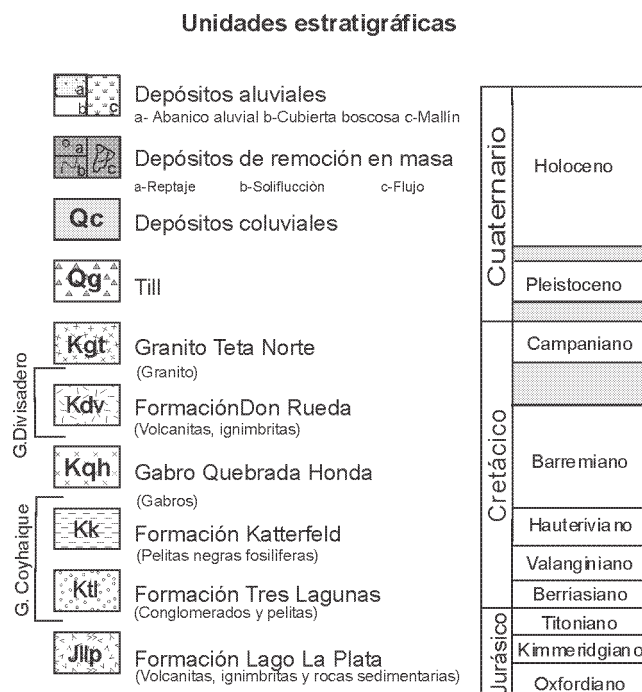 Unidades estratigráficas
a
b
c
Depósitos aluviales
a- Abanico aluvial b-Cubierta boscosa c-Mallín
a
b
c
Depósitos de remoción en masa
a-Reptaje b-Soliflucción c-Flujo
Qc
Depósitos coluviales
Qg
Till
Kgt
Granito Teta Norte
(Granito)
G.Divisadero
Kdv
FormaciónDon Rueda
(Volcanitas, ignimbritas)
Kqh
Gabro Quebrada Honda
(Gabros)
G. Coyhaique
Kk
Formación Katterfeld
(Pelitas negras fosilíferas)
Ktl
Formación Tres Lagunas
(Conglomerados y pelitas)
Jllp
Formación Lago La Plata
(Volcanitas, ignimbritas y rocas sedimentarias)
Cuaternario
Holoceno
Pleistoceno
Cretácico
Campaniano
Barremiano
Hauteriviano
Valanginiano
Berriasiano
Jurásico
Titoniano
Kimmeridgiano
Oxfordiano